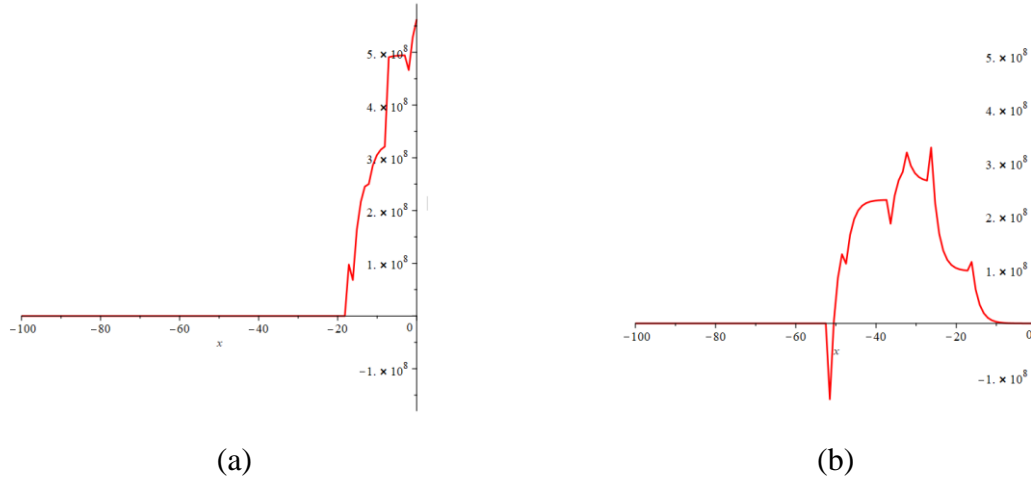 5. × 10^8
4. × 10^8
3. × 10^8
2. × 10^8
1. × 10^8
−100 −80 −60 −40 −20 0
x
−1. × 10^8
(a)
5. × 10^8
4. × 10^8
3. × 10^8
2. × 10^8
1. × 10^8
−100 −80 −60 −40 −20 0
x
−1. × 10^8
(b)